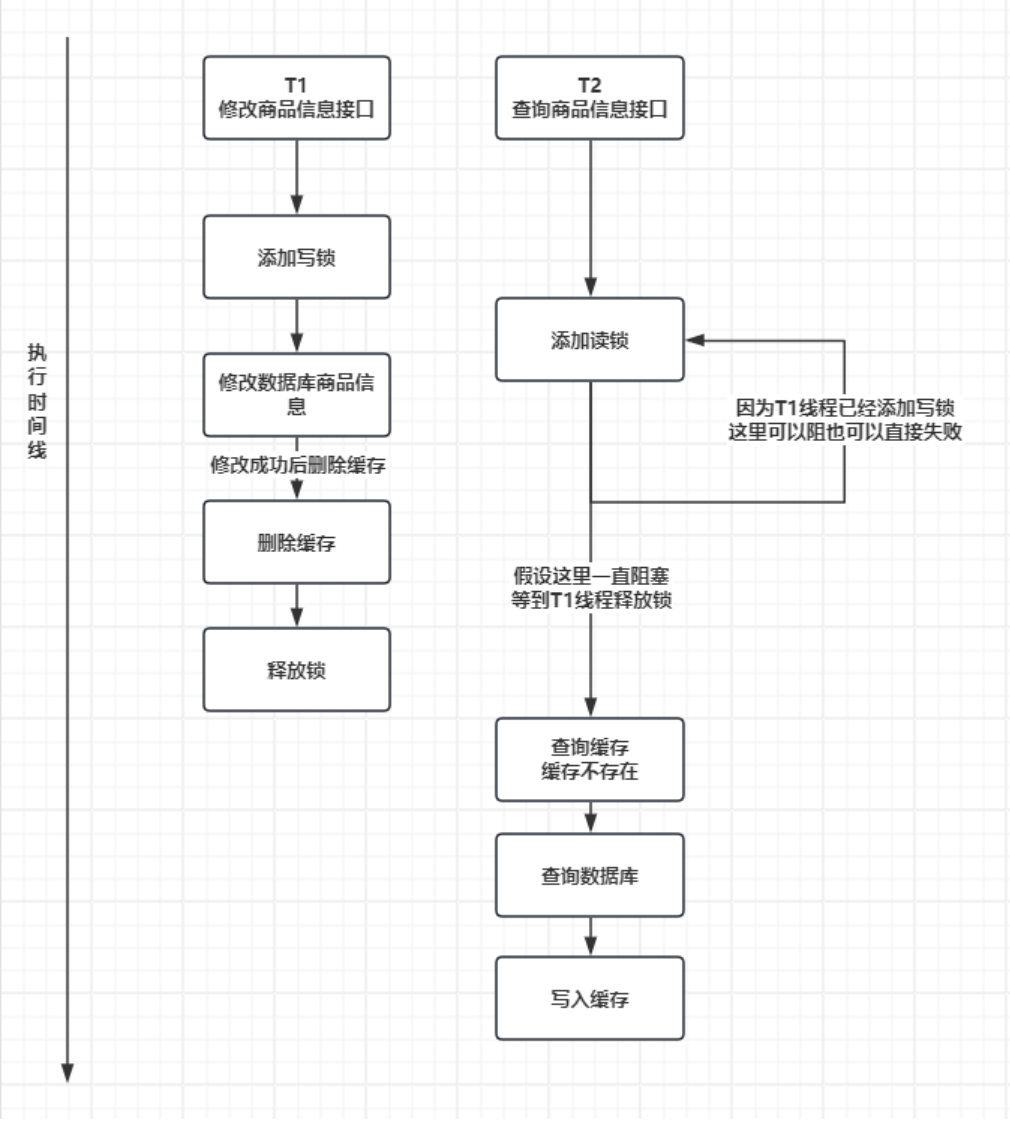 T1
修改商品信息接口
T2
查询商品信息接口
添加写锁
添加读锁
执
行
时
间
线
修改数据库商品信
息
因为T1线程已经添加写锁
这里可以阻也可以直接失败
修改成功后删除缓存
删除缓存
假设这里一直阻塞
等到T1线程释放锁
释放锁
查询缓存
缓存不存在
查询数据库
写入缓存